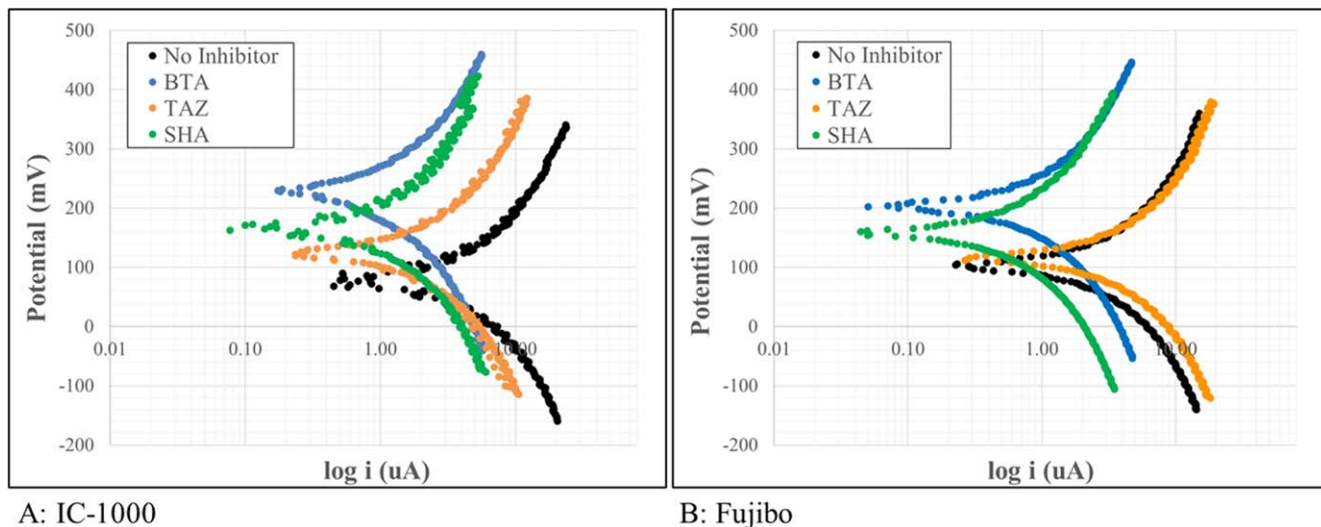 500
400
300
200
100
0
-100
-200
0.01
0.10
1.00
10.00
Potential (mV)
log i (uA)
No Inhibitor
BTA
TAZ
SHA
A: IC-1000
500
400
300
200
100
0
-100
-200
0.01
0.10
1.00
10.00
Potential (mV)
log i (uA)
No Inhibitor
BTA
TAZ
SHA
B: Fujibo